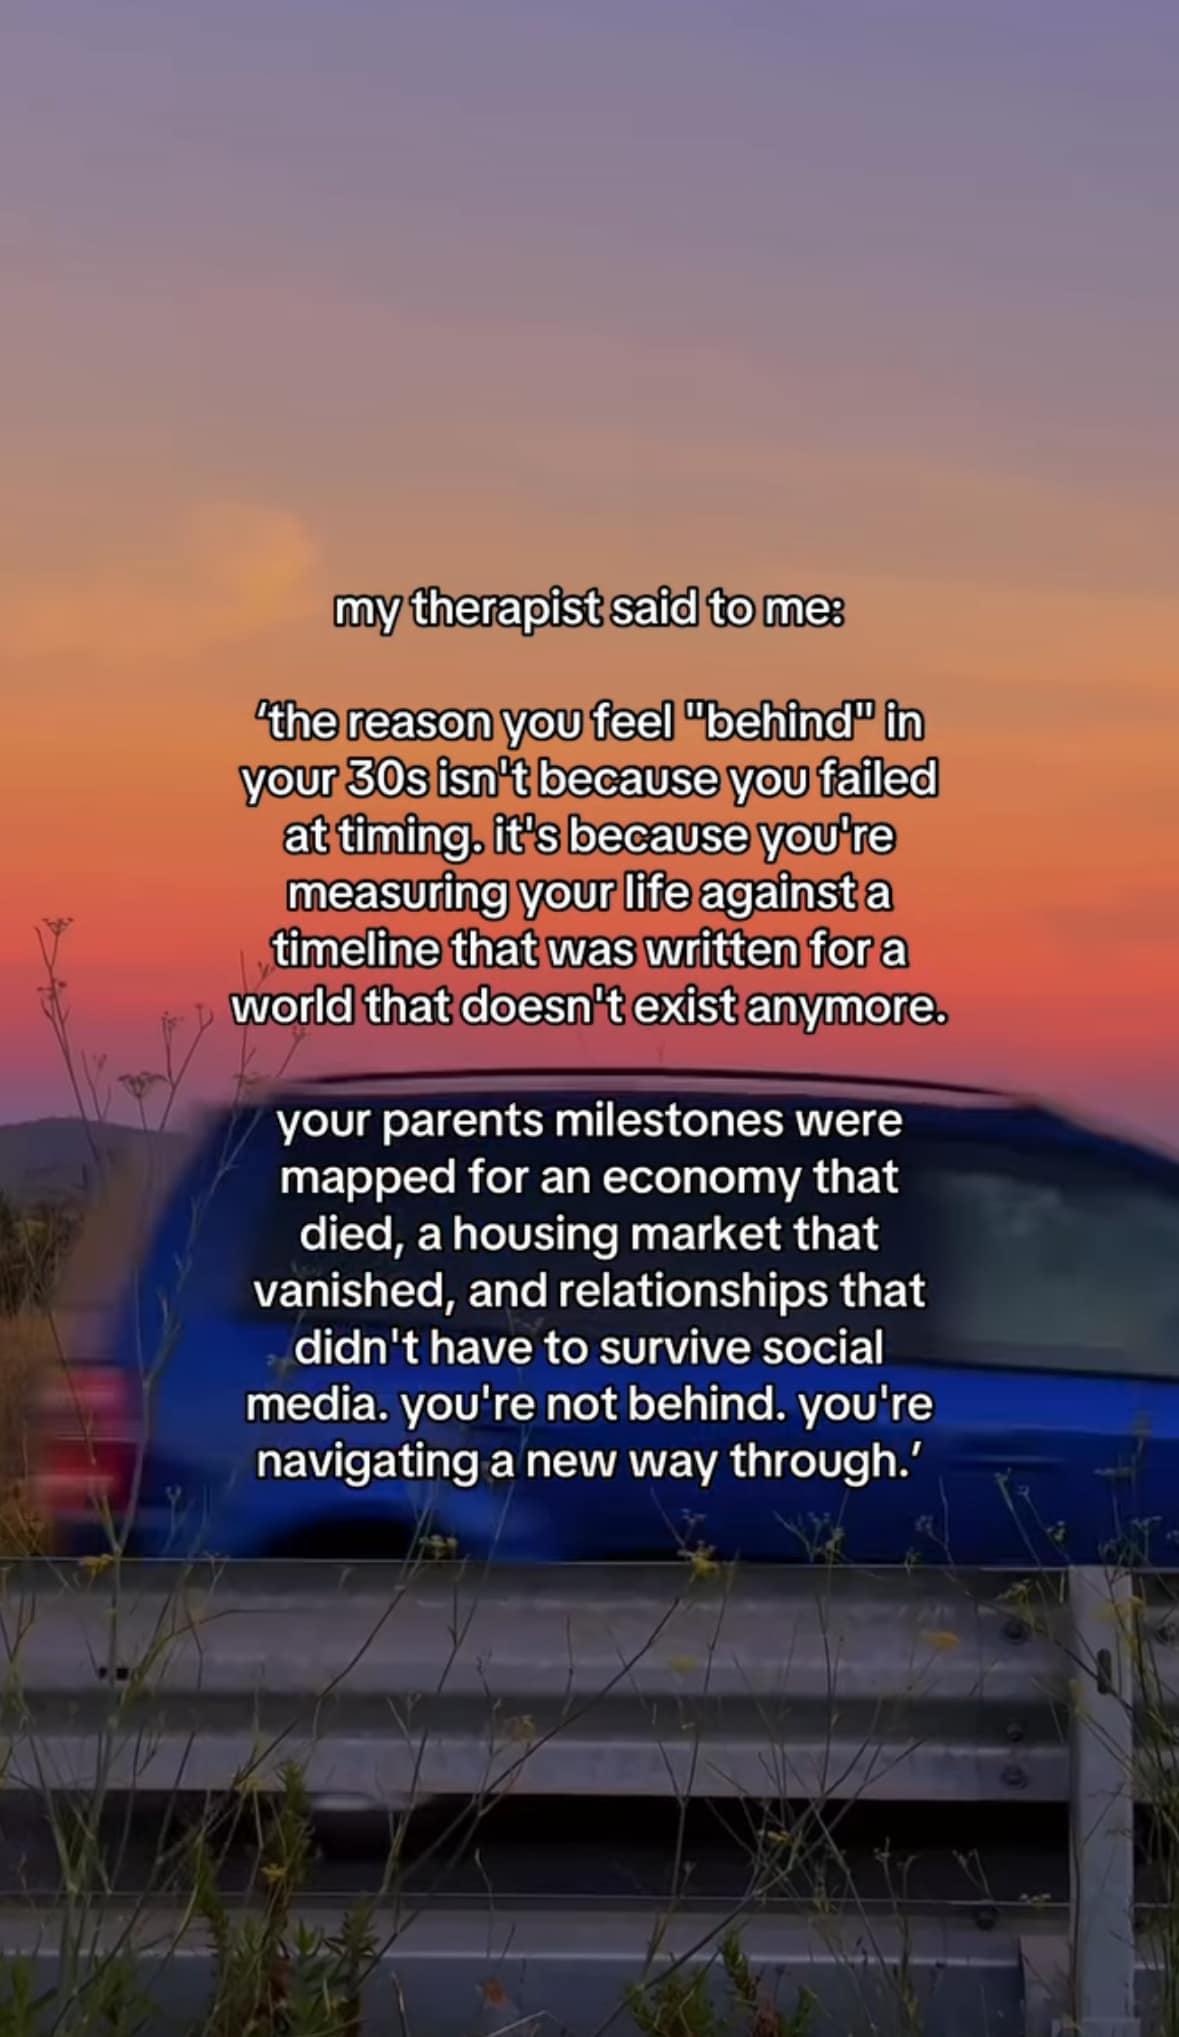 my therapist said to me:
‘the reason you feel "behind" in
your 30s isn't because you failed
at timing. it's because you're
measuring your life against a
timeline that was written for a
world that doesn't exist anymore.
your parents milestones were
mapped for an economy that
died, a housing market that
vanished, and relationships that
didn't have to survive social
media. you're not behind. you're
navigating a new way through.’